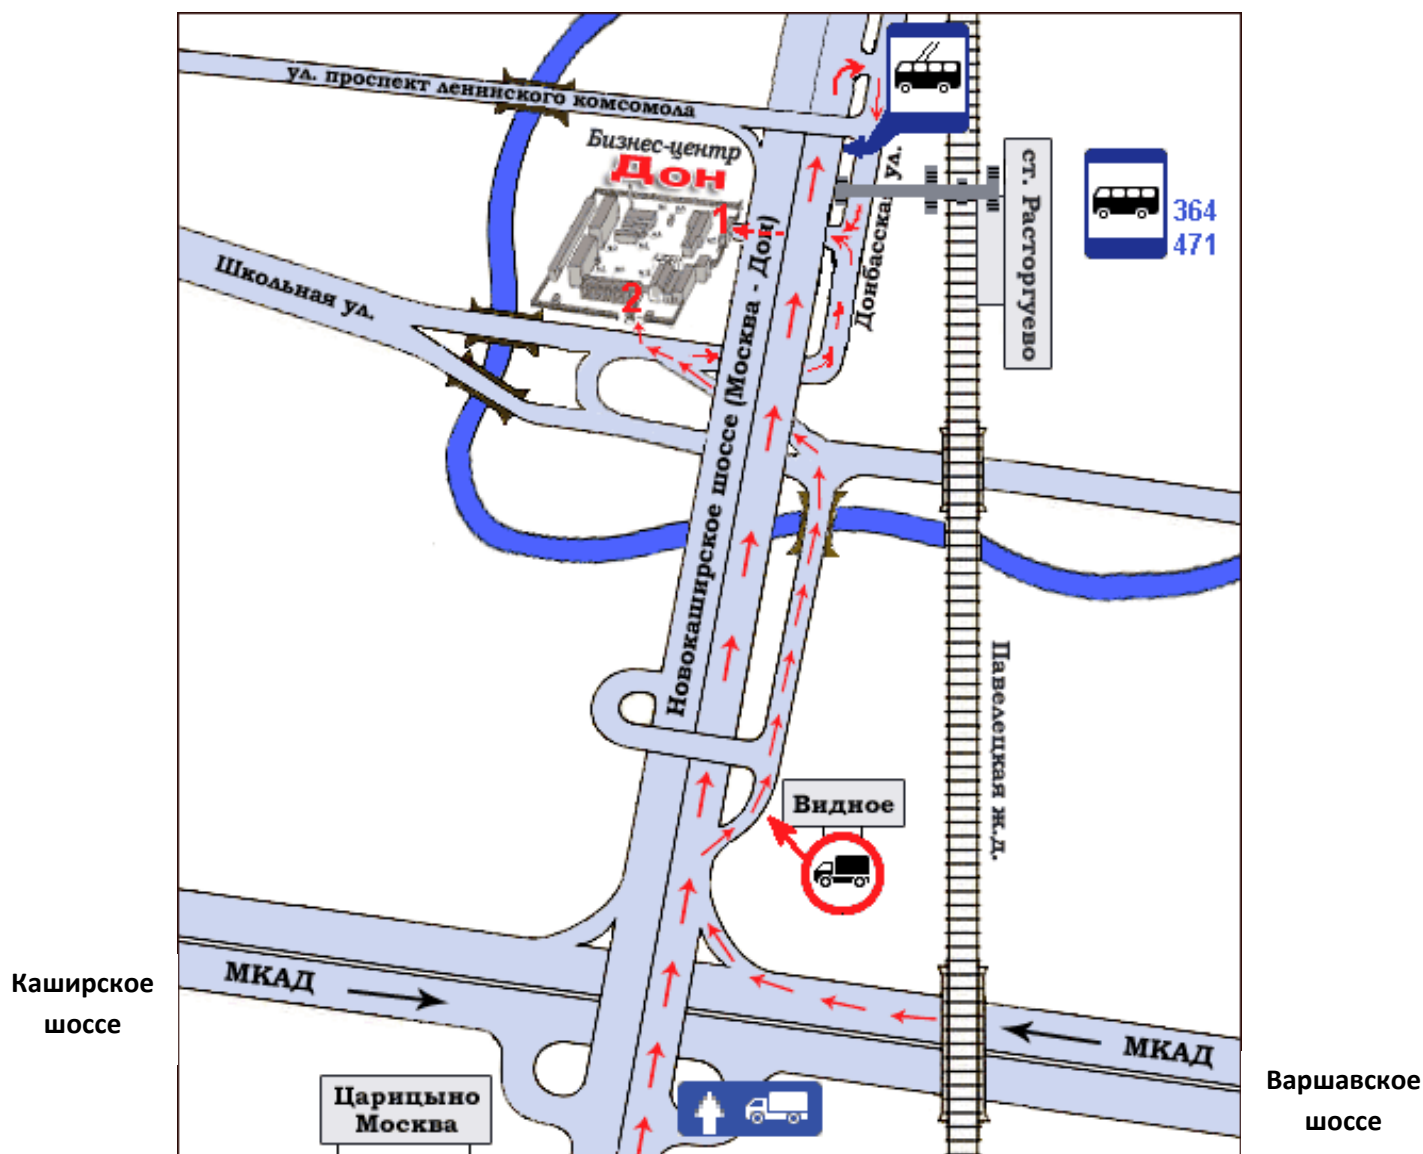 ул. проспект ленинского комсомола
Бизнес-центр
Дон
1
2
Донбасская ул.
ст. Расторгуево
364
471
Школьная ул.
Новокаширское шоссе (Москва - Дон)
Павелецкая ж.д.
Видное
Каширское
шоссе
МКАД
МКАД
Варшавское
шоссе
Царицыно
Москва